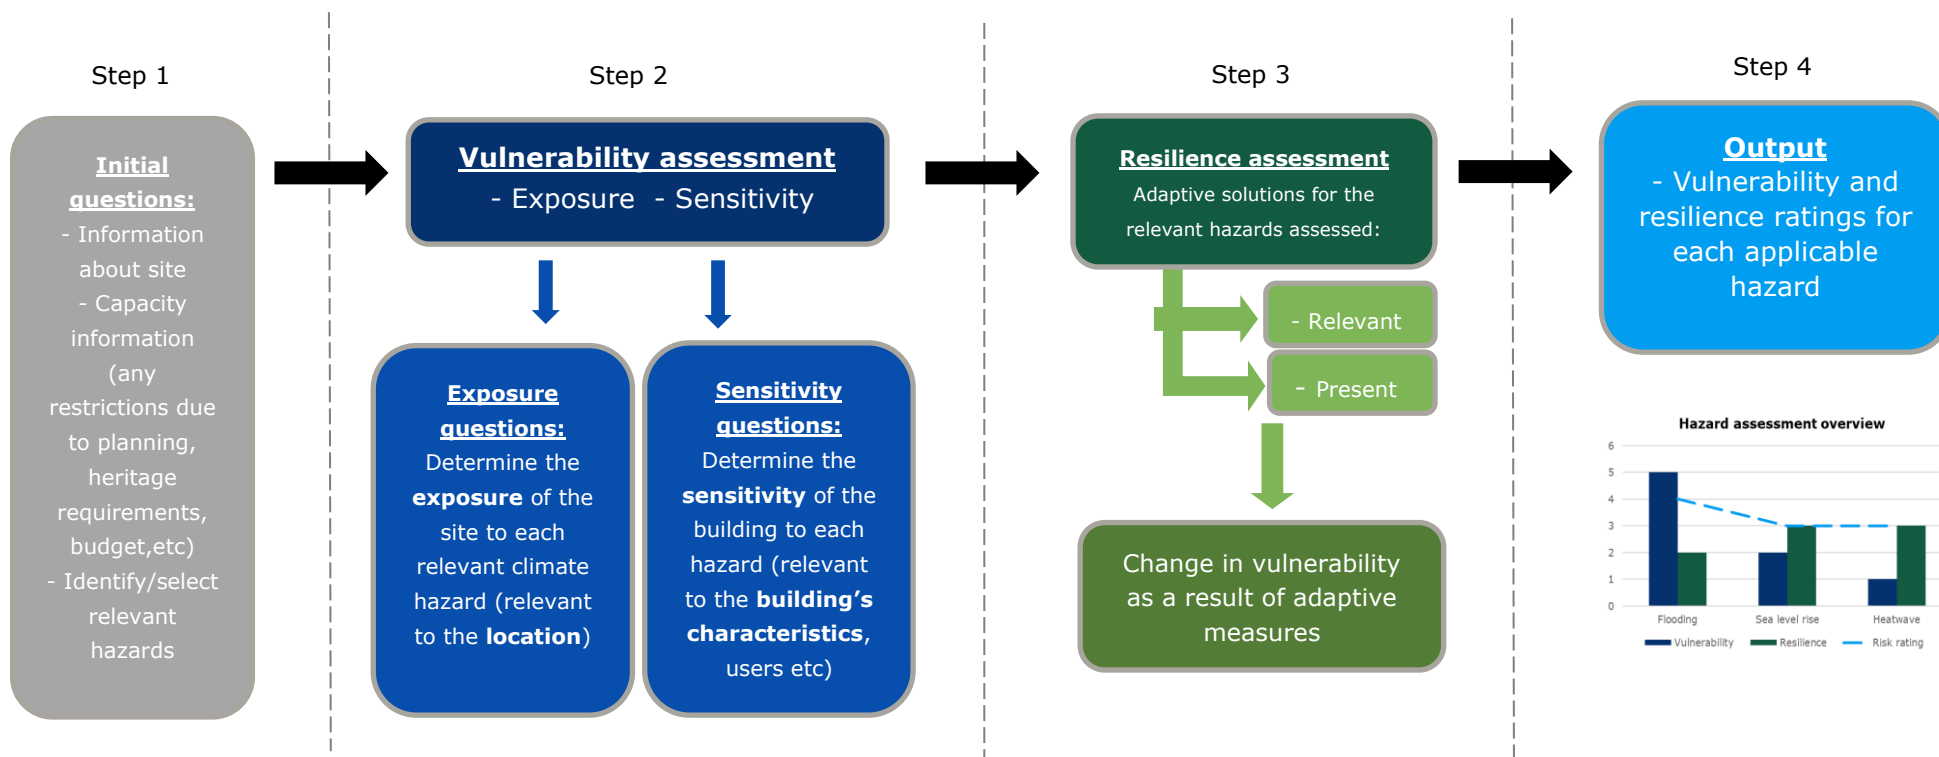 Step 1
Initial
questions:
- Information
about site
- Capacity
information
(any
restrictions due
to planning,
heritage
requirements,
budget,etc)
- Identify/select
relevant
hazards
Step 2
Vulnerability assessment
- Exposure - Sensitivity
Exposure
questions:
Determine the
exposure of the
site to each
relevant climate
hazard (relevant
to the location)
Sensitivity
questions:
Determine the
sensitivity of the
building to each
hazard (relevant
to the building’s
characteristics,
users etc)
Step 3
Resilience assessment
Adaptive solutions for the
relevant hazards assessed:
- Relevant
- Present
Change in vulnerability
as a result of adaptive
measures
Step 4
Output
- Vulnerability and
resilience ratings for
each applicable
hazard
Hazard assessment overview
6
5
4
3
2
1
0
Flooding Sea level rise Heatwave
Vulnerability Resilience Risk rating